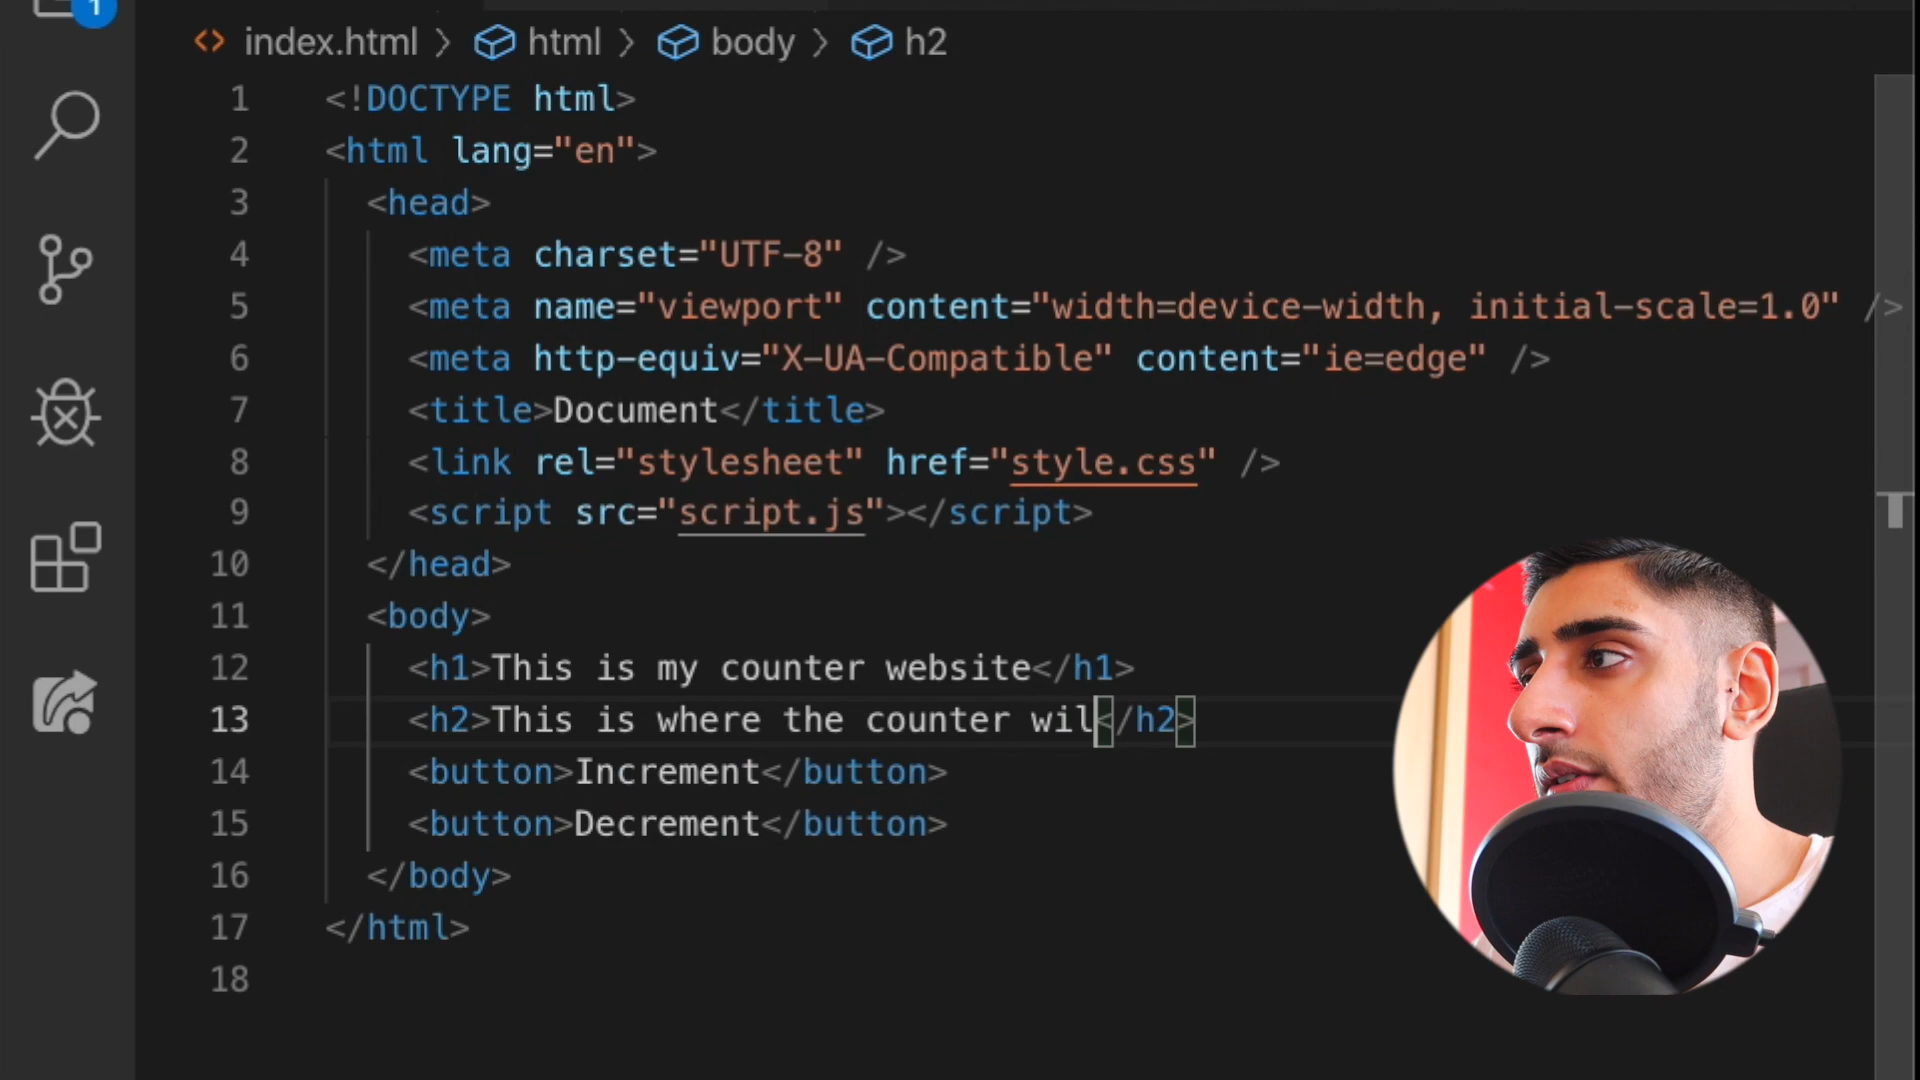 1
index.html > html > body > h2
1 <!DOCTYPE html>
2 <html lang="en">
3 <head>
4 <meta charset="UTF-8" />
5 <meta name="viewport" content="width=device-width, initial-scale=1.0" />
6 <meta http-equiv="X-UA-Compatible" content="ie=edge" />
7 <title>Document</title>
8 <link rel="stylesheet" href="style.css" />
9 <script src="script.js"></script>
10 </head>
11 <body>
12 <h1>This is my counter website</h1>
13 <h2>This is where the counter wil</h2>
14 <button>Increment</button>
15 <button>Decrement</button>
16 </body>
17 </html>
18